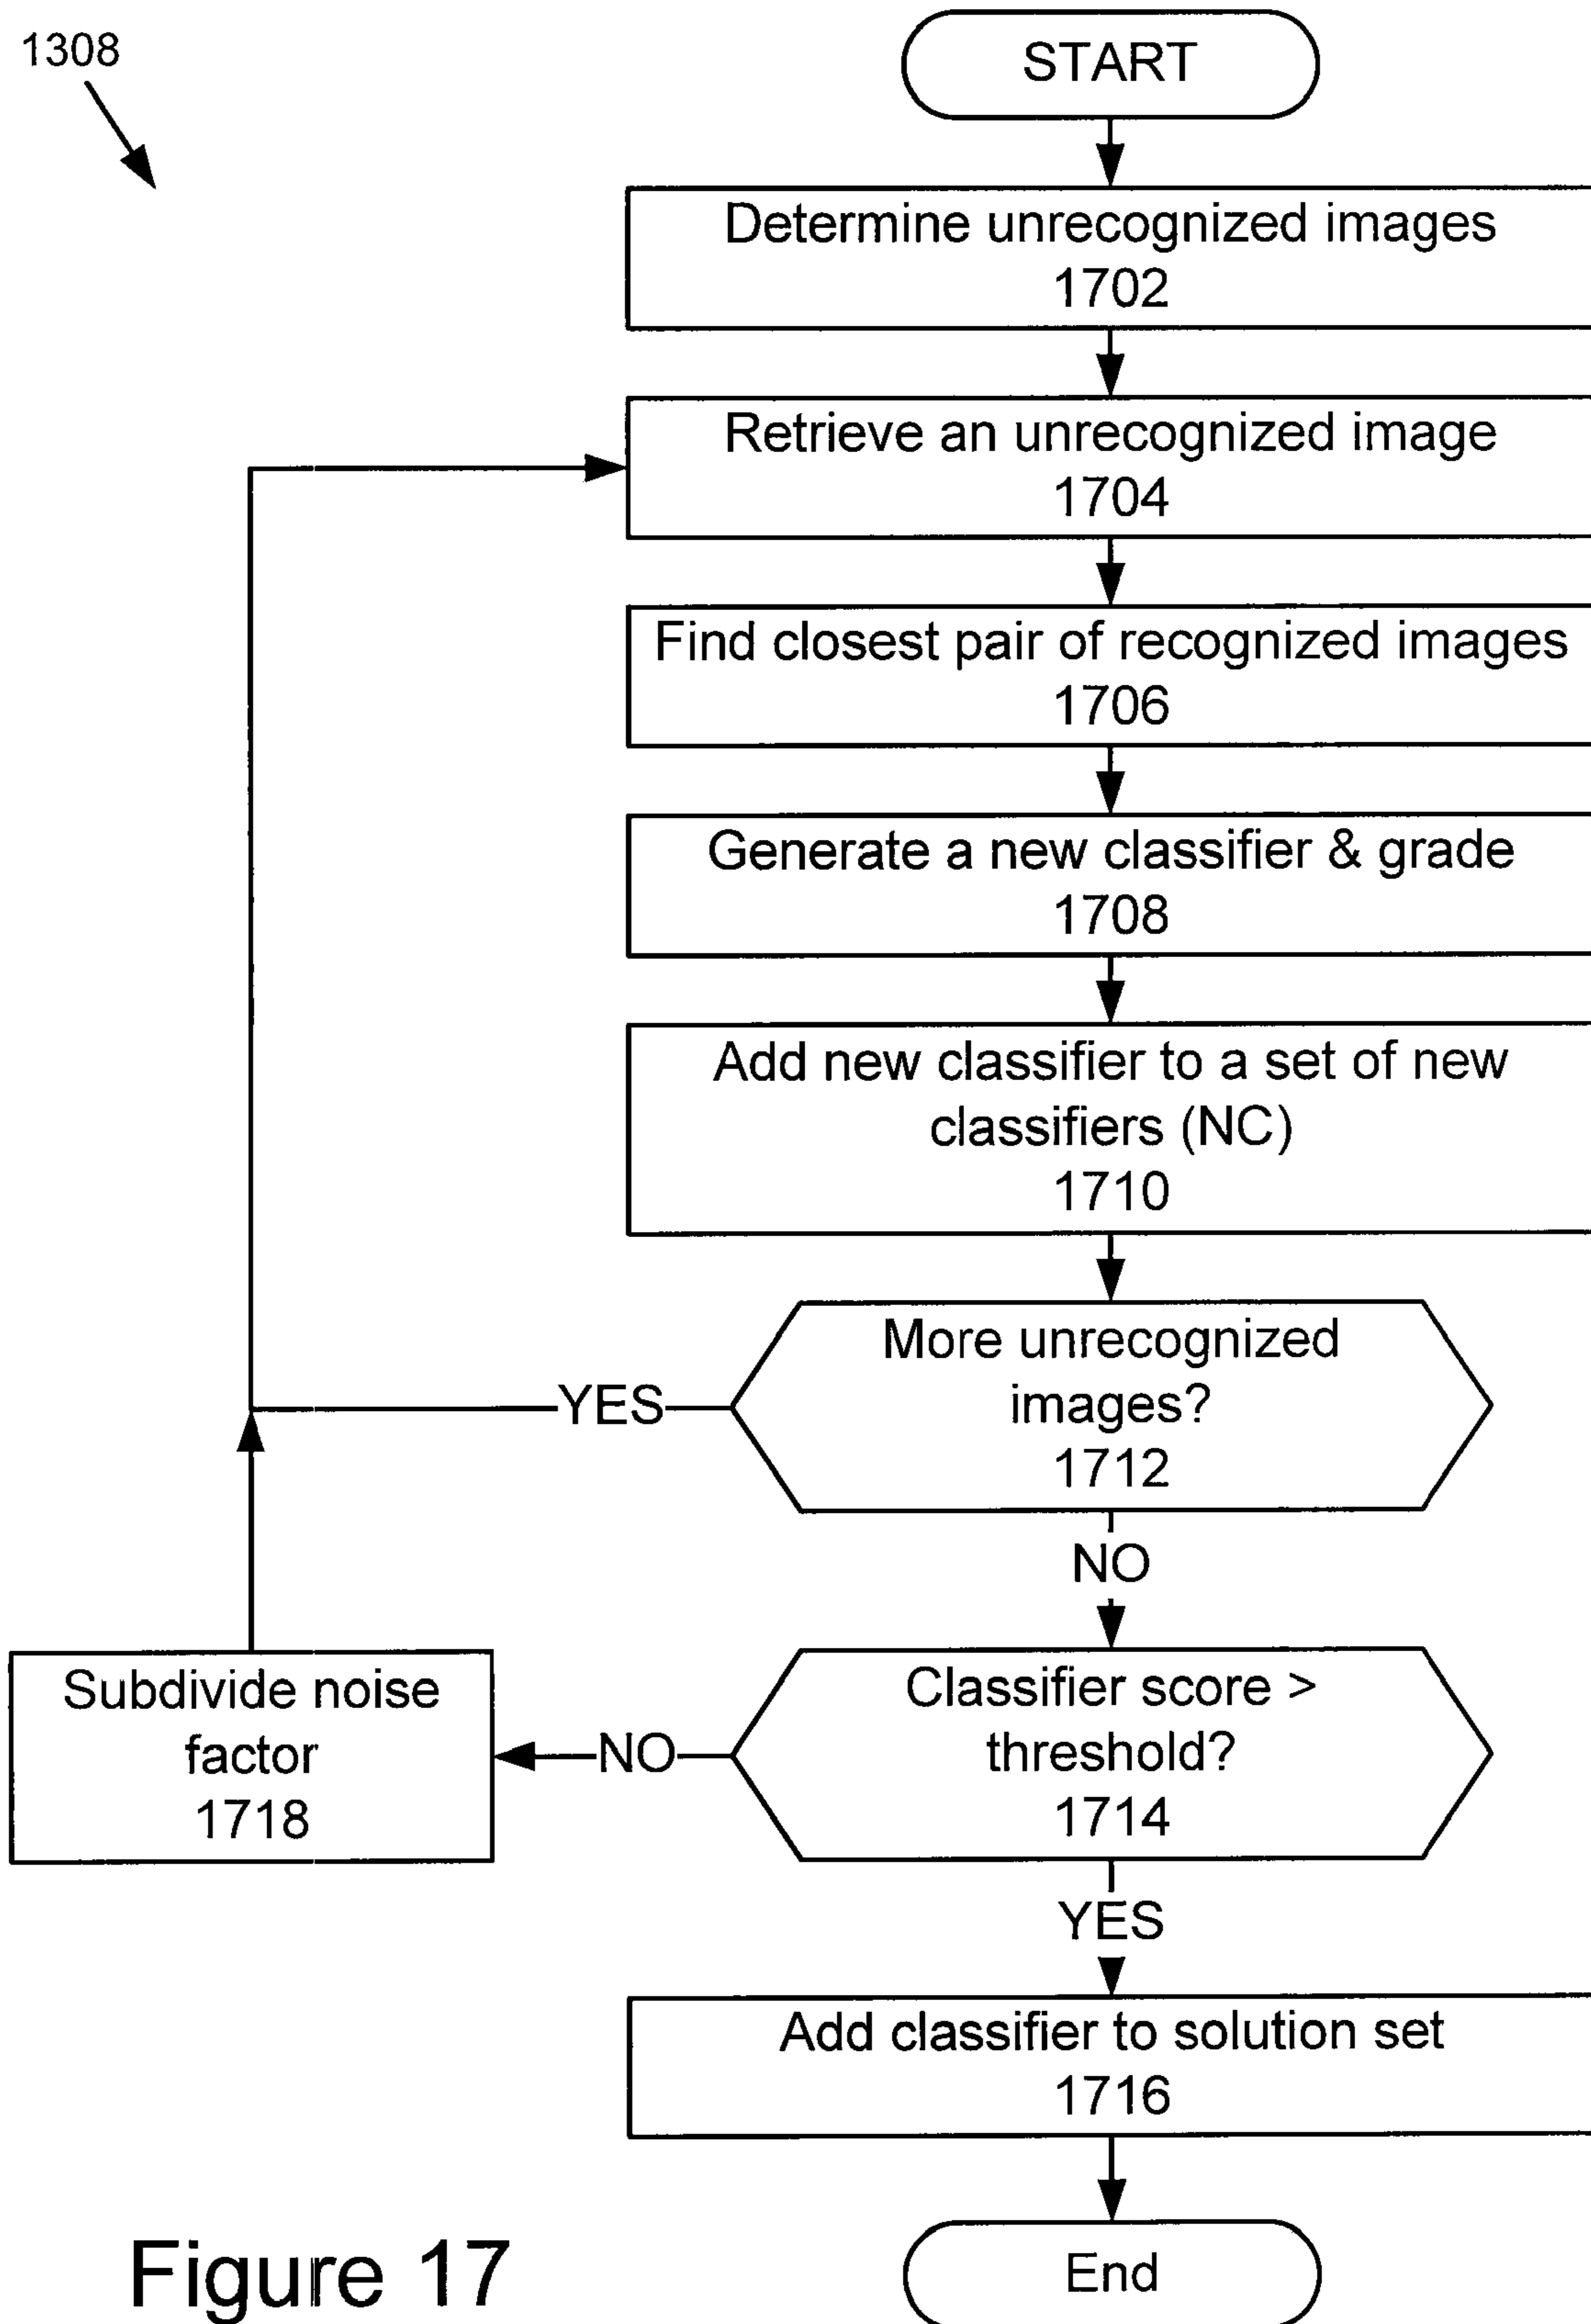 1308
START
Determine unrecognized images
1702
Retrieve an unrecognized image
1704
Find closest pair of recognized images
1706
Generate a new classifier & grade
1708
Add new classifier to a set of new
classifiers (NC)
1710
More unrecognized
images?
1712
YES
NO
Classifier score >
threshold?
1714
NO
Subdivide noise
factor
1718
YES
Add classifier to solution set
1716
End
Figure 17